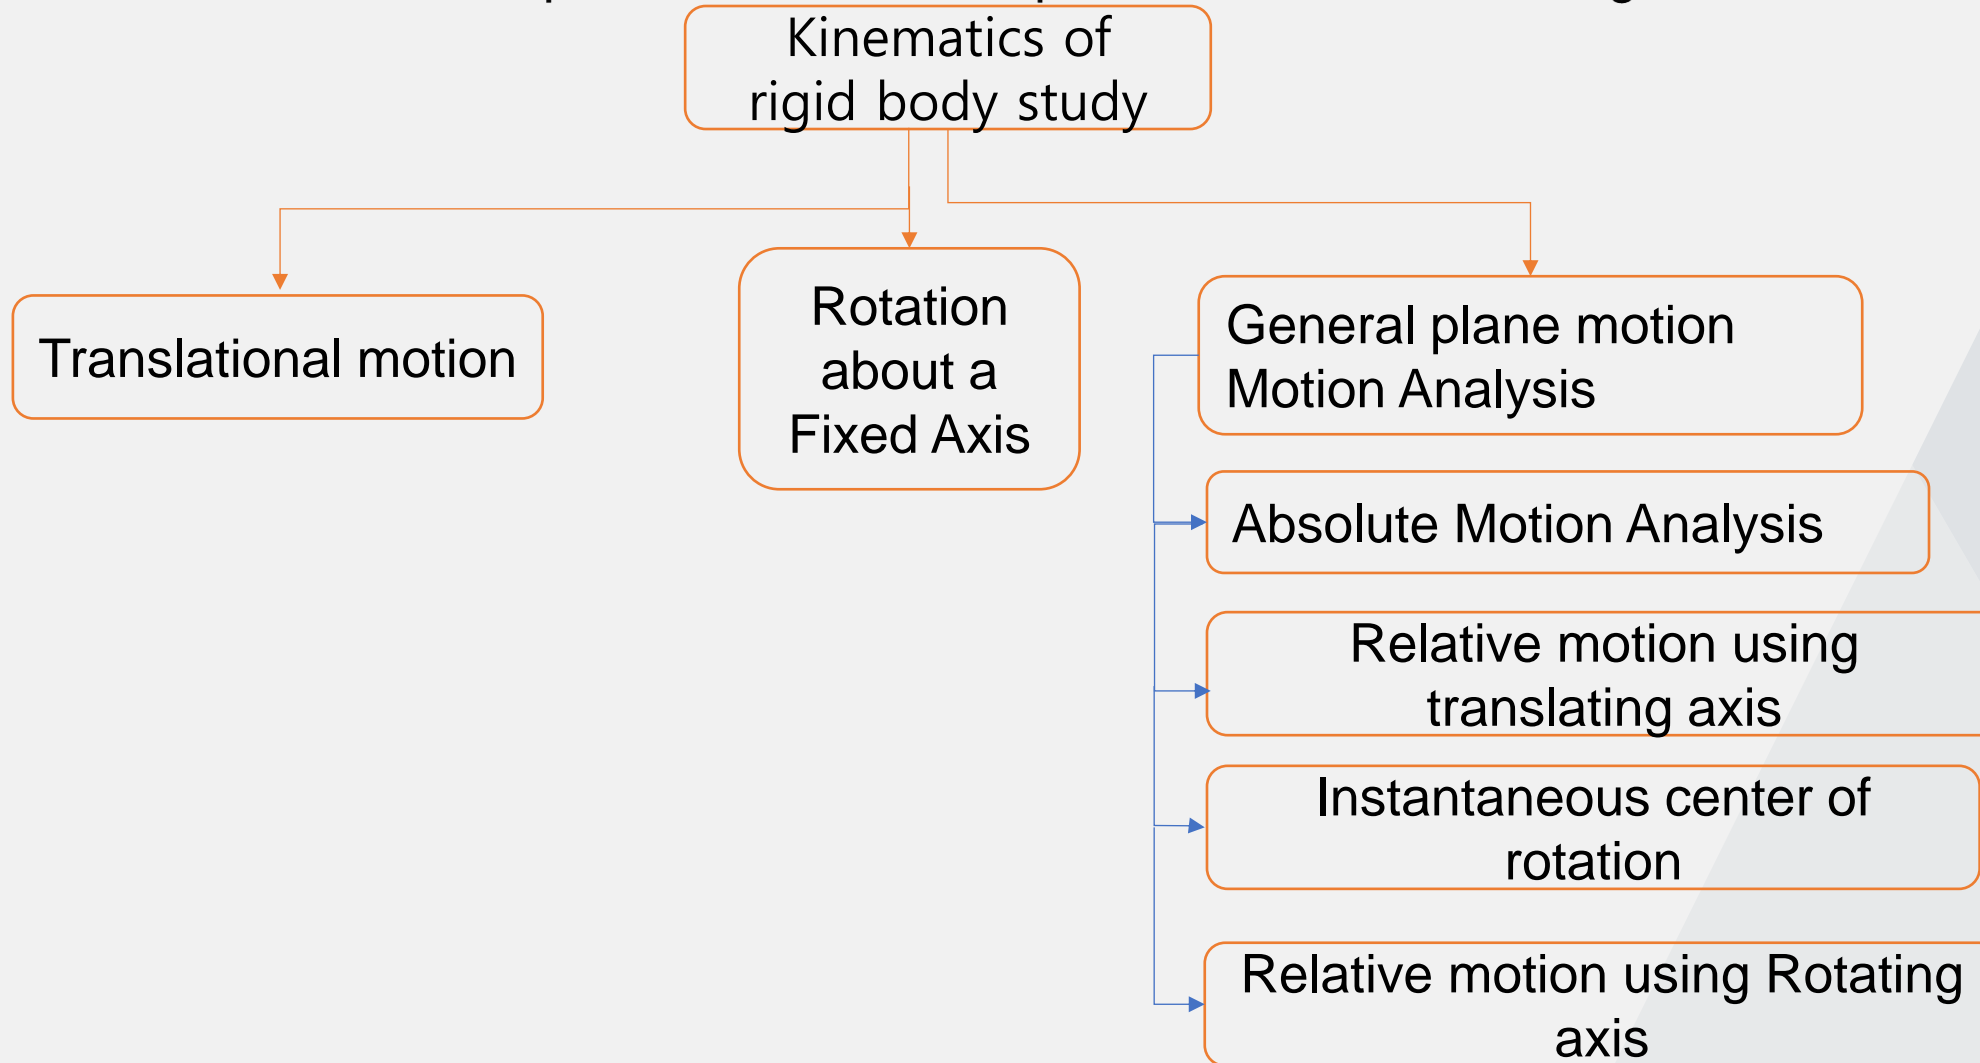 Kinematics of
rigid body study
Translational motion
Rotation
about a
Fixed Axis
General plane motion
Motion Analysis
Absolute Motion Analysis
Relative motion using
translating axis
Instantaneous center of
rotation
Relative motion using Rotating
axis